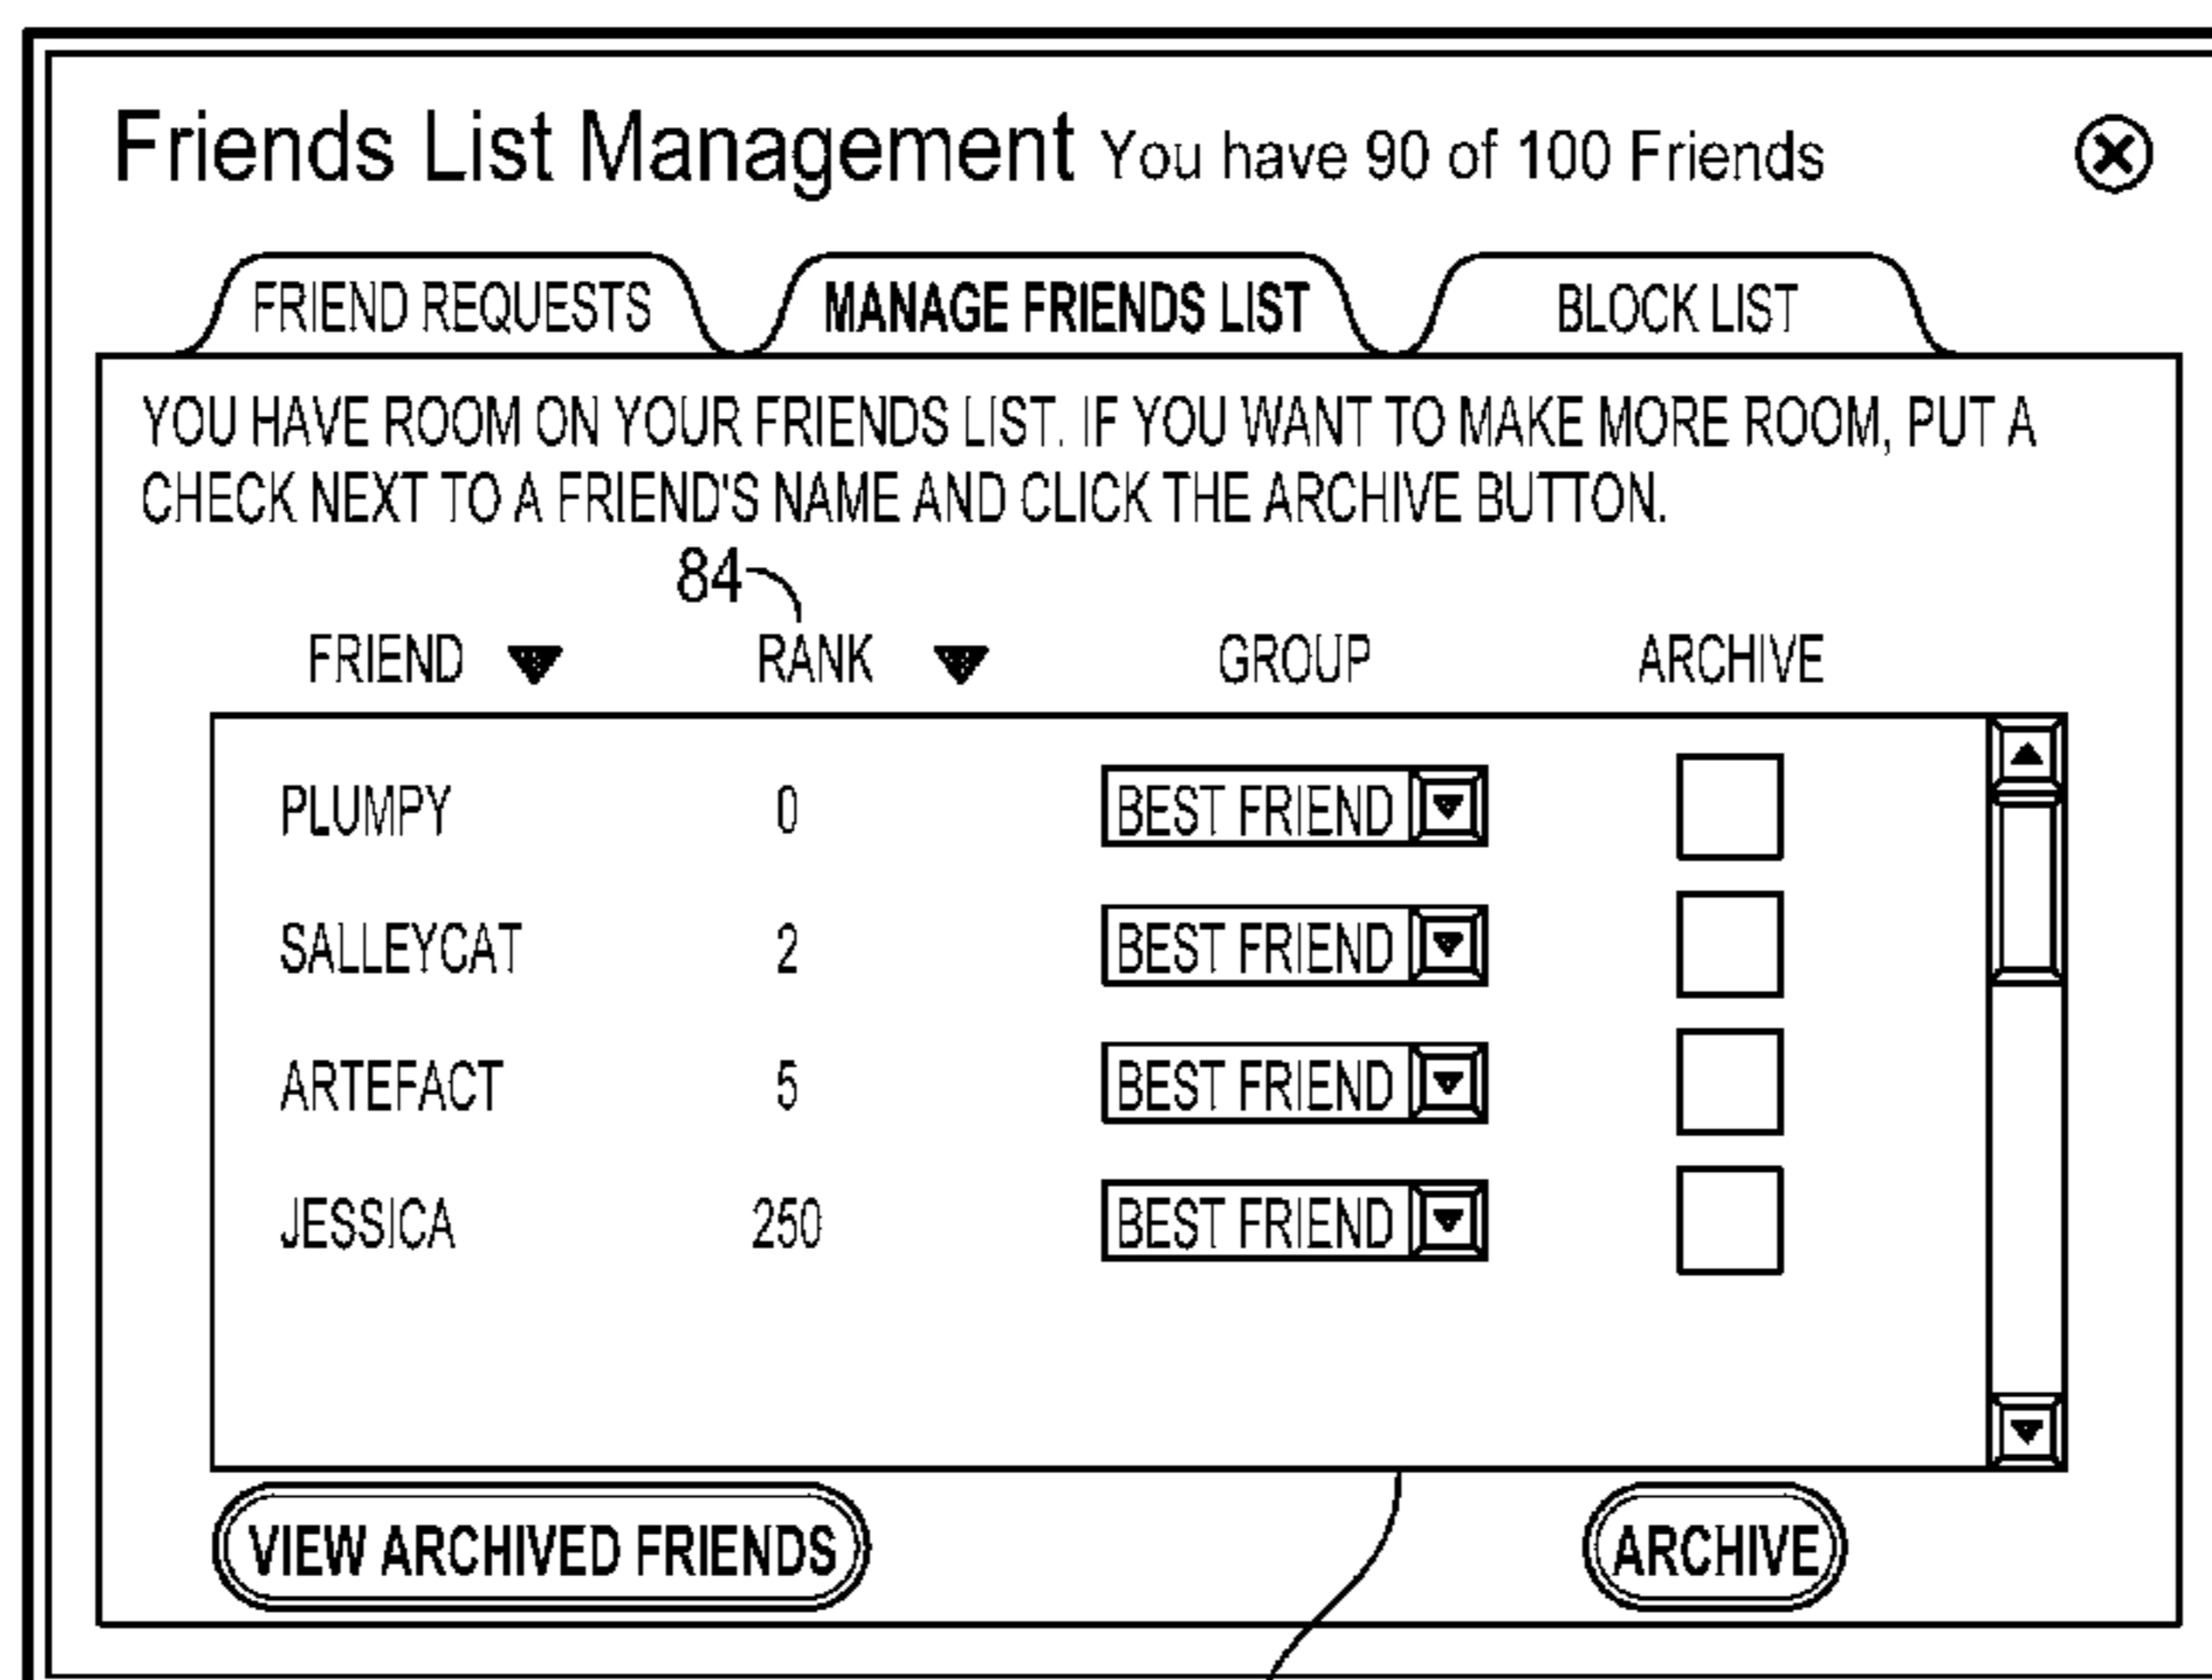 Friends List Management You have 90 of 100 Friends
FRIEND REQUESTS MANAGE FRIENDS LIST BLOCK LIST
YOU HAVE ROOM ON YOUR FRIENDS LIST. IF YOU WANT TO MAKE MORE ROOM, PUT A
CHECK NEXT TO A FRIEND'S NAME AND CLICK THE ARCHIVE BUTTON.
84
FRIEND RANK GROUP ARCHIVE
PLUMPY 0 BEST FRIEND
SALLEYCAT 2 BEST FRIEND
ARTEFACT 5 BEST FRIEND
JESSICA 250 BEST FRIEND
VIEW ARCHIVED FRIENDS ARCHIVE